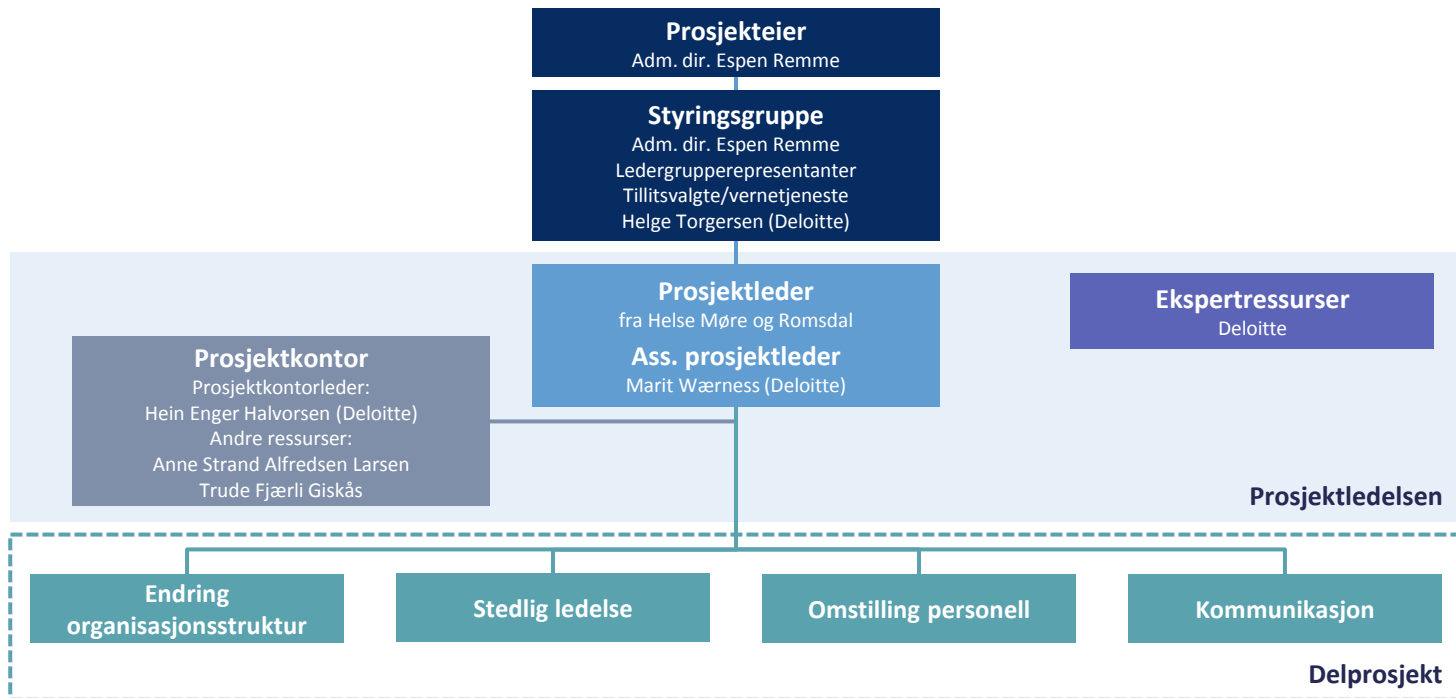 Prosjekteier
Adm. dir. Espen Remme
Styringsgruppe
Adm. dir. Espen Remme
Ledergrupperepresentanter
Tillitsvalgte/vernetjeneste
Helge Torgersen (Deloitte)
Prosjektleder
fra Helse Møre og Romsdal
Ass. prosjektleder
Marit Wærness (Deloitte)
Ekspertressurser
Deloitte
Prosjektkontor
Prosjektkontorleder:
Hein Enger Halvorsen (Deloitte)
Andre ressurser:
Anne Strand Alfredsen Larsen
Trude Fjærli Giskås
Prosjektledelsen
Endring
organisasjonsstruktur
Stedlig ledelse
Omstilling personell
Kommunikasjon
Delprosjekt